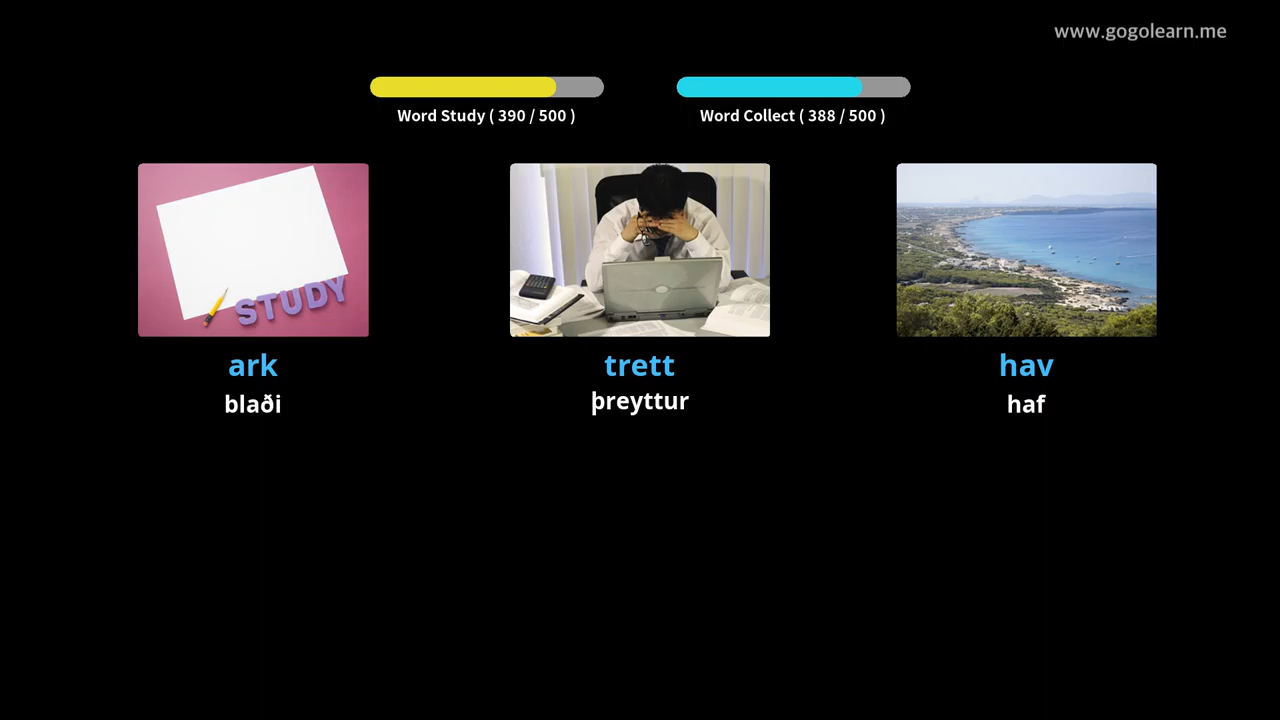 www.gogolearn.me
Word Study ( 390 / 500 )
Word Collect ( 388 / 500 )
STUDY
ark
trett
hav
blaði
þreyttur
haf